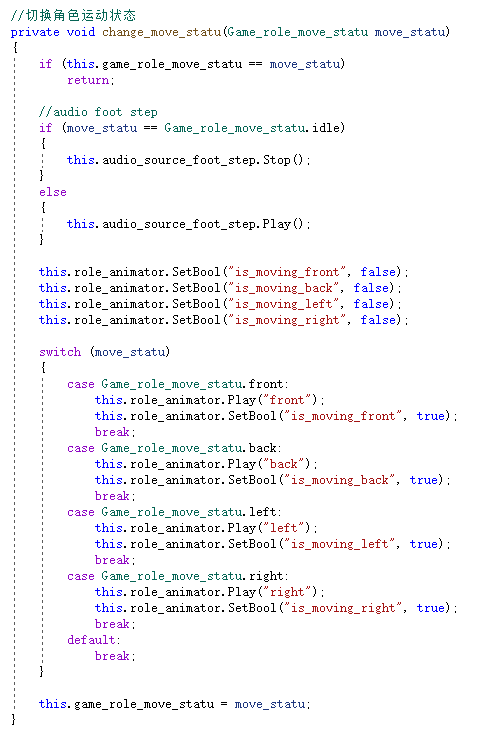 //切换角色运动状态
private void change_move_statu(Game_role_move_statu move_statu)
{
    if (this.game_role_move_statu == move_statu)
        return;

    //audio foot step
    if (move_statu == Game_role_move_statu.idle)
    {
        this.audio_source_foot_step.Stop();
    }
    else
    {
        this.audio_source_foot_step.Play();
    }

    this.role_animator.SetBool("is_moving_front", false);
    this.role_animator.SetBool("is_moving_back", false);
    this.role_animator.SetBool("is_moving_left", false);
    this.role_animator.SetBool("is_moving_right", false);

    switch (move_statu)
    {
        case Game_role_move_statu.front:
            this.role_animator.Play("front");
            this.role_animator.SetBool("is_moving_front", true);
            break;
        case Game_role_move_statu.back:
            this.role_animator.Play("back");
            this.role_animator.SetBool("is_moving_back", true);
            break;
        case Game_role_move_statu.left:
            this.role_animator.Play("left");
            this.role_animator.SetBool("is_moving_left", true);
            break;
        case Game_role_move_statu.right:
            this.role_animator.Play("right");
            this.role_animator.SetBool("is_moving_right", true);
            break;
        default:
            break;
    }

    this.game_role_move_statu = move_statu;
}